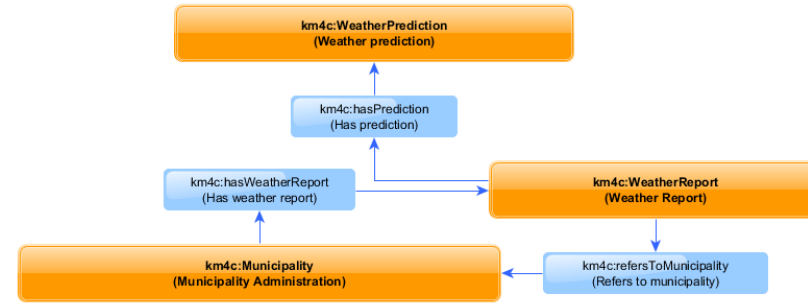 km4c:WeatherPrediction
(Weather prediction)
km4c:hasPrediction
(Has prediction)
km4c:hasWeatherReport
(Has weather report)
km4c:WeatherReport
(Weather Report)
km4c:Municipality
(Municipality Administration)
km4c:refersToMunicipality
(Refers to municipality)